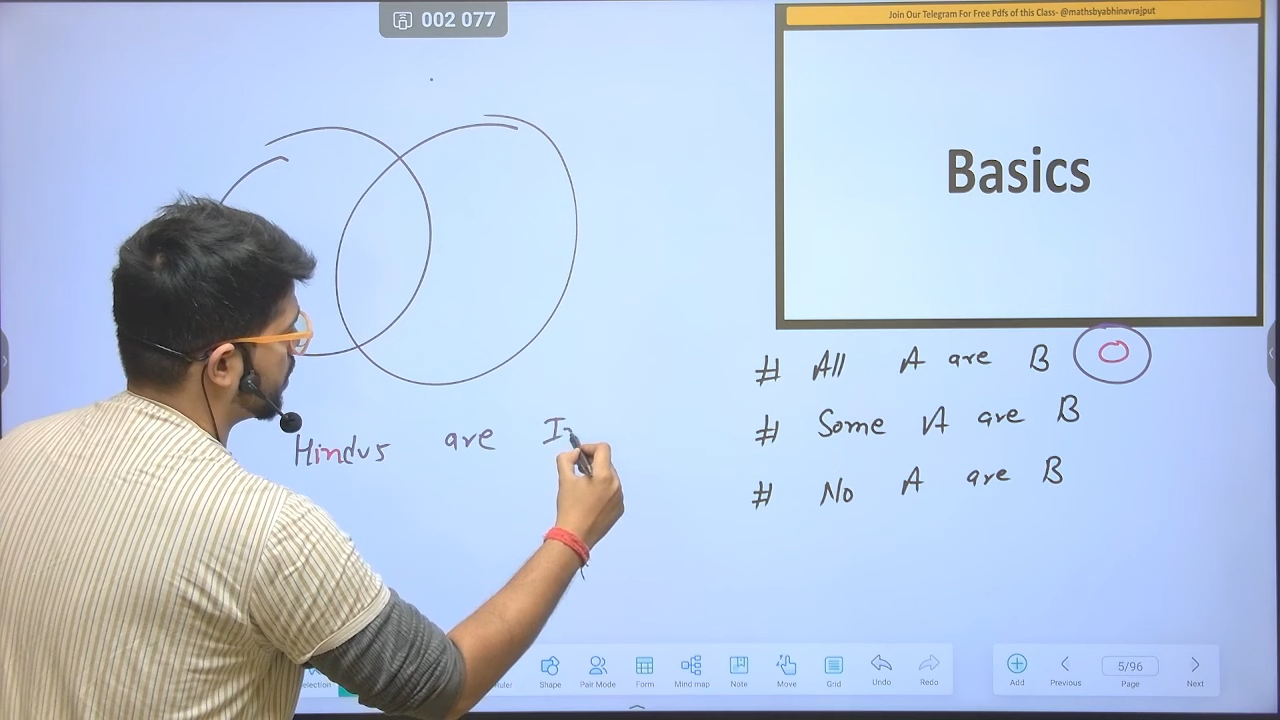 002 077
Join Our Telegram For Free Pdfs of this Class- @mathsbyabhinavrajput
Basics
# All A are B
# Some A are B
# No A are B
Hindus are
Shape
Pair Mode
Form
Mind map
Note
Move
Grid
Undo
Redo
Add
Previous
5/96
Page
Next